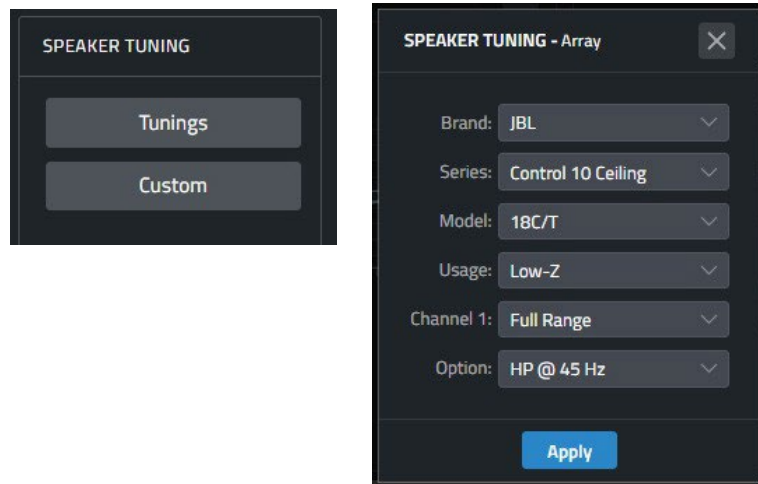 SPEAKER TUNING
Tunings
Custom
SPEAKER TUNING - Array
Brand: JBL
Series: Control 10 Ceiling
Model: 18C/T
Usage: Low-Z
Channel 1: Full Range
Option: HP @ 45 Hz
Apply